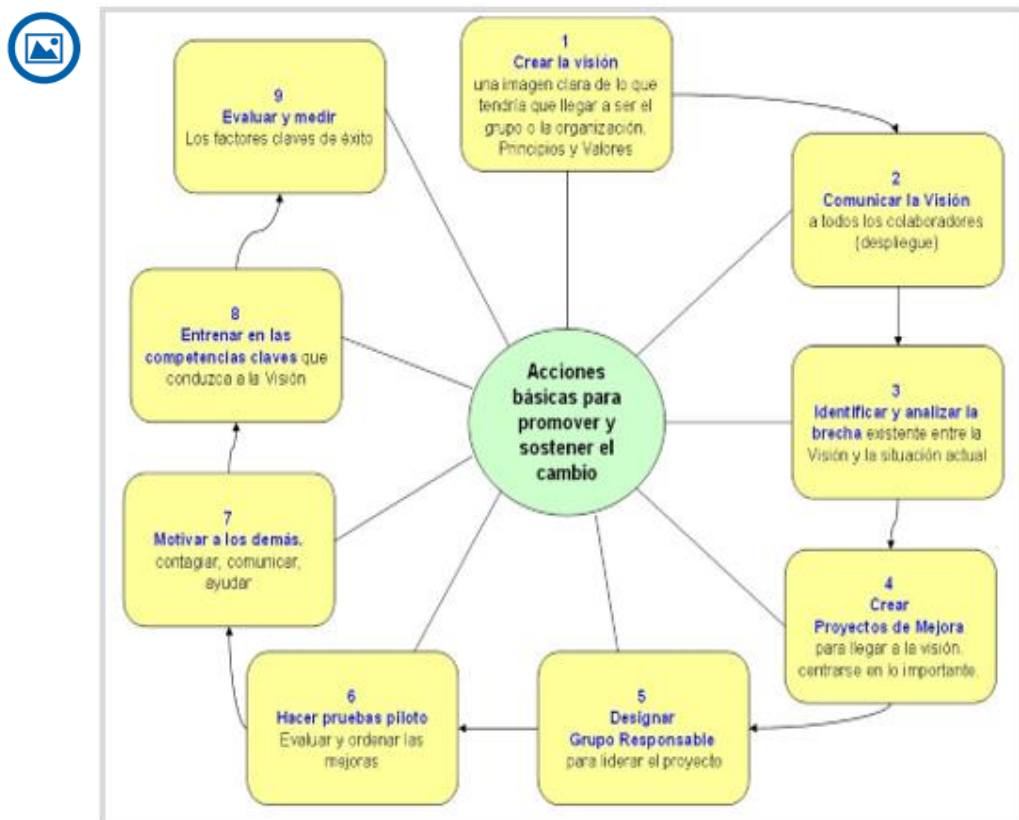 1
Crear la visión
una imagen clara de lo que
tendría que llegar a ser el
grupo o la organización.
Principios y Valores
2
Comunicar la Visión
a todos los colaboradores
(despliegue)
3
Identificar y analizar la
brecha existente entre la
Visión y la situación actual
4
Crear
Proyectos de Mejora
para llegar a la visión.
centrarse en lo importante.
5
Designar
Grupo Responsable
para liderar el proyecto
6
Hacer pruebas piloto
Evaluar y ordenar las
mejoras
7
Motivar a los demás.
contagiar, comunicar,
ayudar
8
Entrenar en las
competencias claves que
conduzca a la Visión
9
Evaluar y medir
Los factores claves de éxito
Acciones
básicas para
promover y
sostener el
cambio